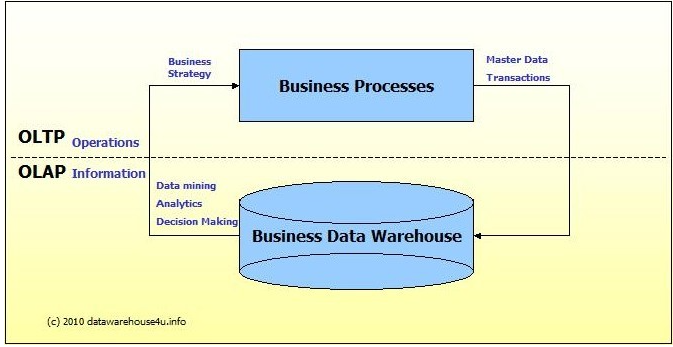 Business
Strategy
Business Processes
Master Data
Transactions
OLTP Operations
OLAP Information
Data mining
Analytics
Decision Making
Business Data Warehouse
(c) 2010 datawarehouse4u.info